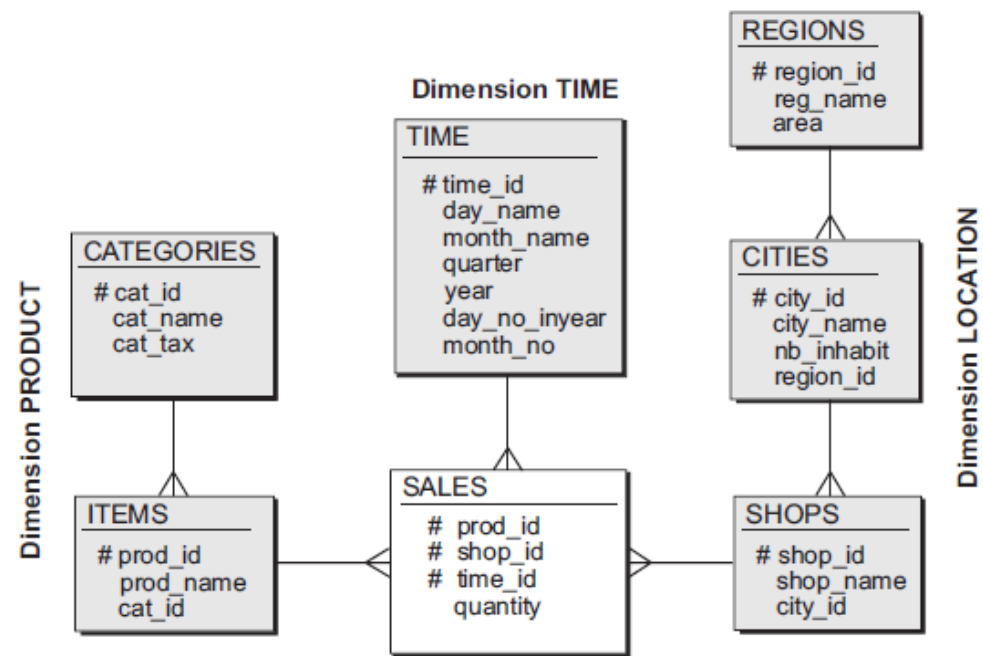 Dimension PRODUCT
CATEGORIES
# cat_id
cat_name
cat_tax
ITEMS
# prod_id
prod_name
cat_id
Dimension TIME
TIME
# time_id
day_name
month_name
quarter
year
day_no_inyear
month_no
SALES
# prod_id
# shop_id
# time_id
quantity
REGIONS
# region_id
reg_name
area
CITIES
# city_id
city_name
nb_inhabit
region_id
SHOPS
# shop_id
shop_name
city_id
Dimension LOCATION